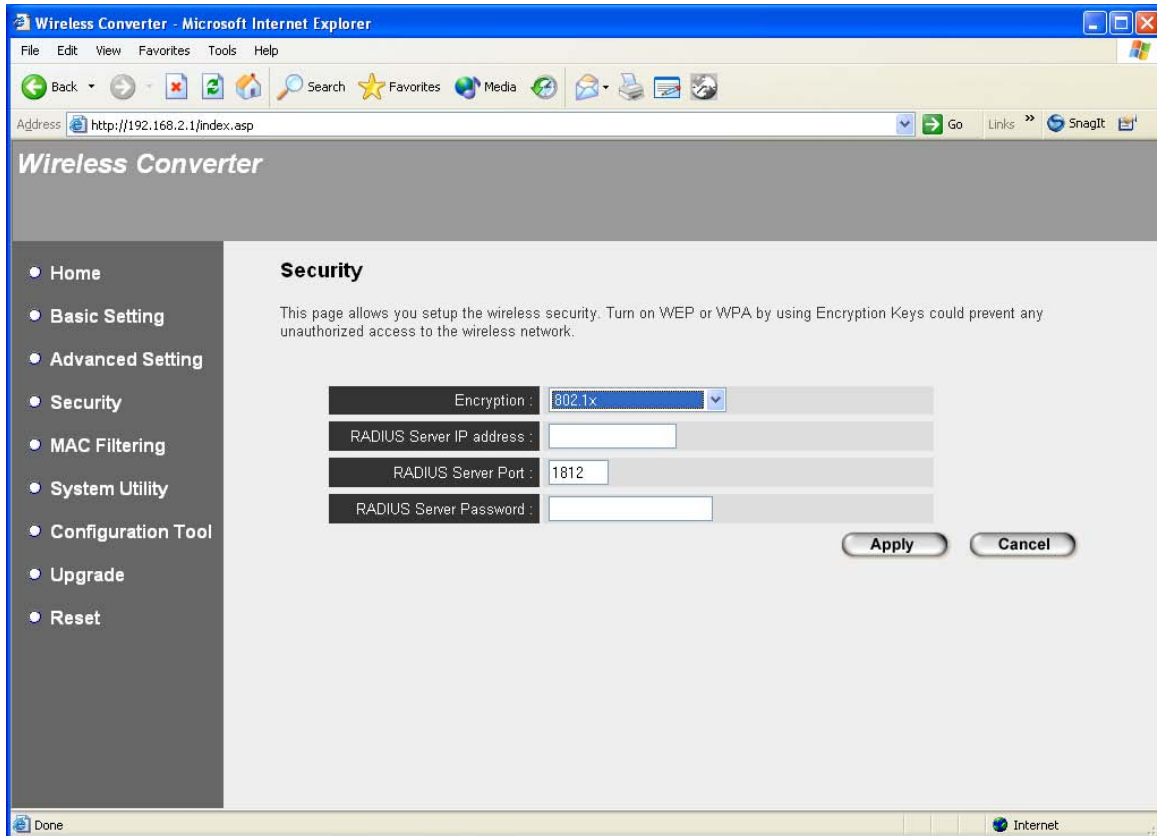 Wireless Converter - Microsoft Internet Explorer
File Edit View Favorites Tools Help
Back Search Favorites Media
Address http://192.168.2.1/index.asp Go Links » SnagIt
Wireless Converter
Home
Basic Setting
Advanced Setting
Security
MAC Filtering
System Utility
Configuration Tool
Upgrade
Reset
Security
This page allows you setup the wireless security. Turn on WEP or WPA by using Encryption Keys could prevent any
unauthorized access to the wireless network.
Encryption : 802.1x
RADIUS Server IP address :
RADIUS Server Port : 1812
RADIUS Server Password :
Apply Cancel
Done Internet